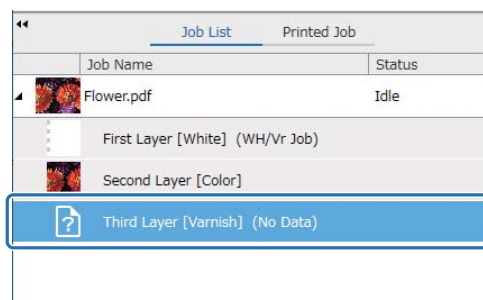 Job List Printed Job
Job Name Status
Flower.pdf Idle
First Layer [White] (WH/Vr Job)
Second Layer [Color]
Third Layer [Varnish] (No Data)